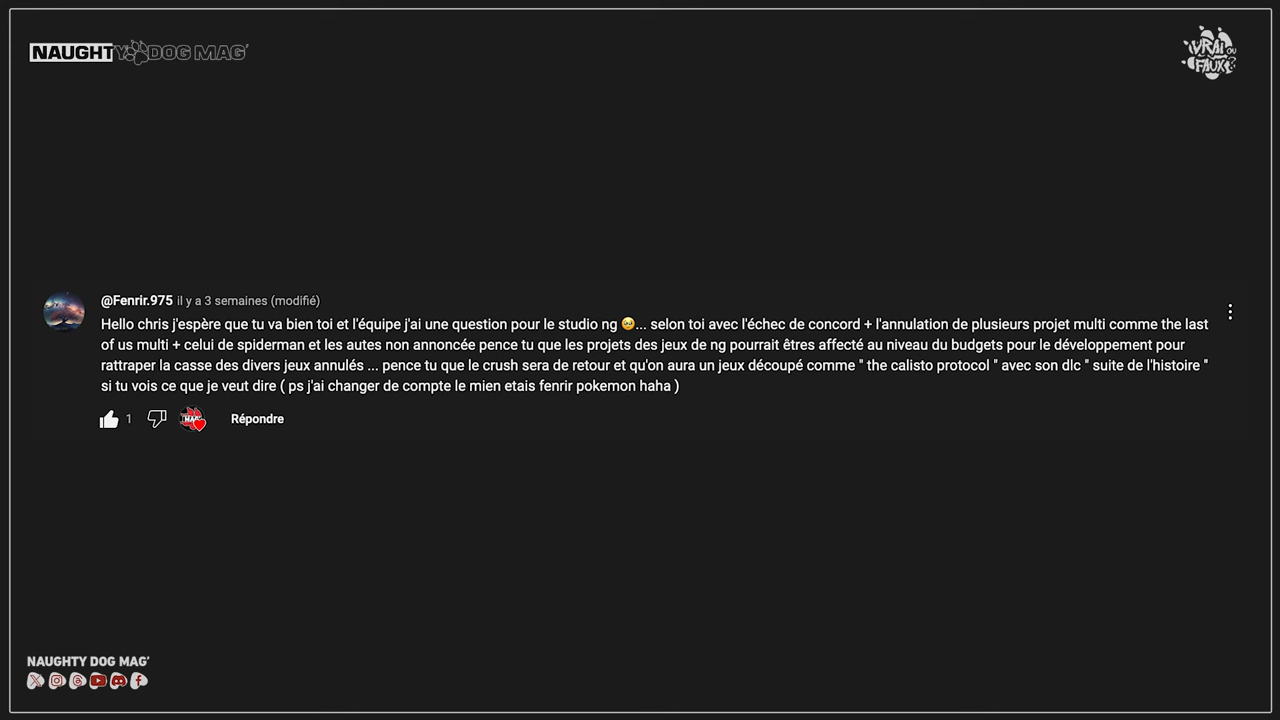 NAUGHTY DOG MAG'
VRAI OU
FAUX?
@Fenrir.975 il y a 3 semaines (modifié)
Hello chris j'espère que tu va bien toi et l'équipe j'ai une question pour le studio ng 🥹... selon toi avec l'échec de concord + l'annulation de plusieurs projet multi comme the last
of us multi + celui de spiderman et les autes non annoncée pence tu que les projets des jeux de ng pourrait êtres affecté au niveau du budgets pour le développement pour
rattraper la casse des divers jeux annulés ... pence tu que le crush sera de retour et qu'on aura un jeux découpé comme " the calisto protocol " avec son dlc " suite de l'histoire "
si tu vois ce que je veut dire ( ps j'ai changer de compte le mien etais fenrir pokemon haha )
1
MAG'
Répondre
NAUGHTY DOG MAG'